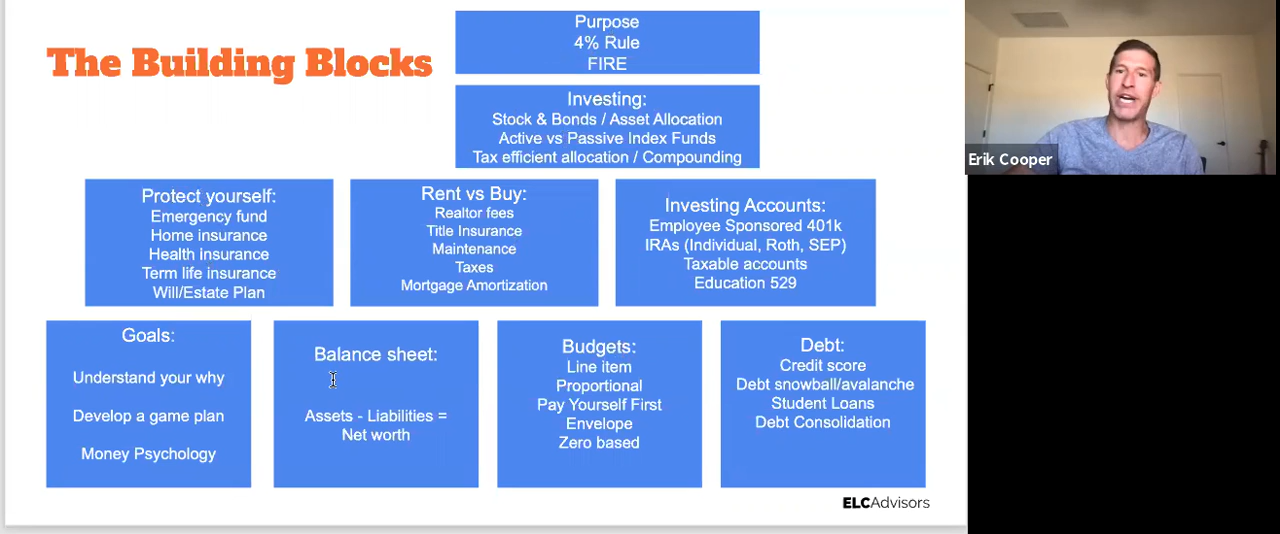 The Building Blocks
Purpose
4% Rule
FIRE
Investing:
Stock & Bonds / Asset Allocation
Active vs Passive Index Funds
Tax efficient allocation / Compounding
Protect yourself:
Emergency fund
Home insurance
Health insurance
Term life insurance
Will/Estate Plan
Rent vs Buy:
Realtor fees
Title Insurance
Maintenance
Taxes
Mortgage Amortization
Investing Accounts:
Employee Sponsored 401k
IRAs (Individual, Roth, SEP)
Taxable accounts
Education 529
Goals:
Understand your why
Develop a game plan
Money Psychology
Balance sheet:
Assets - Liabilities =
Net worth
Budgets:
Line item
Proportional
Pay Yourself First
Envelope
Zero based
Debt:
Credit score
Debt snowball/avalanche
Student Loans
Debt Consolidation
ELCAdvisors
Erik Cooper